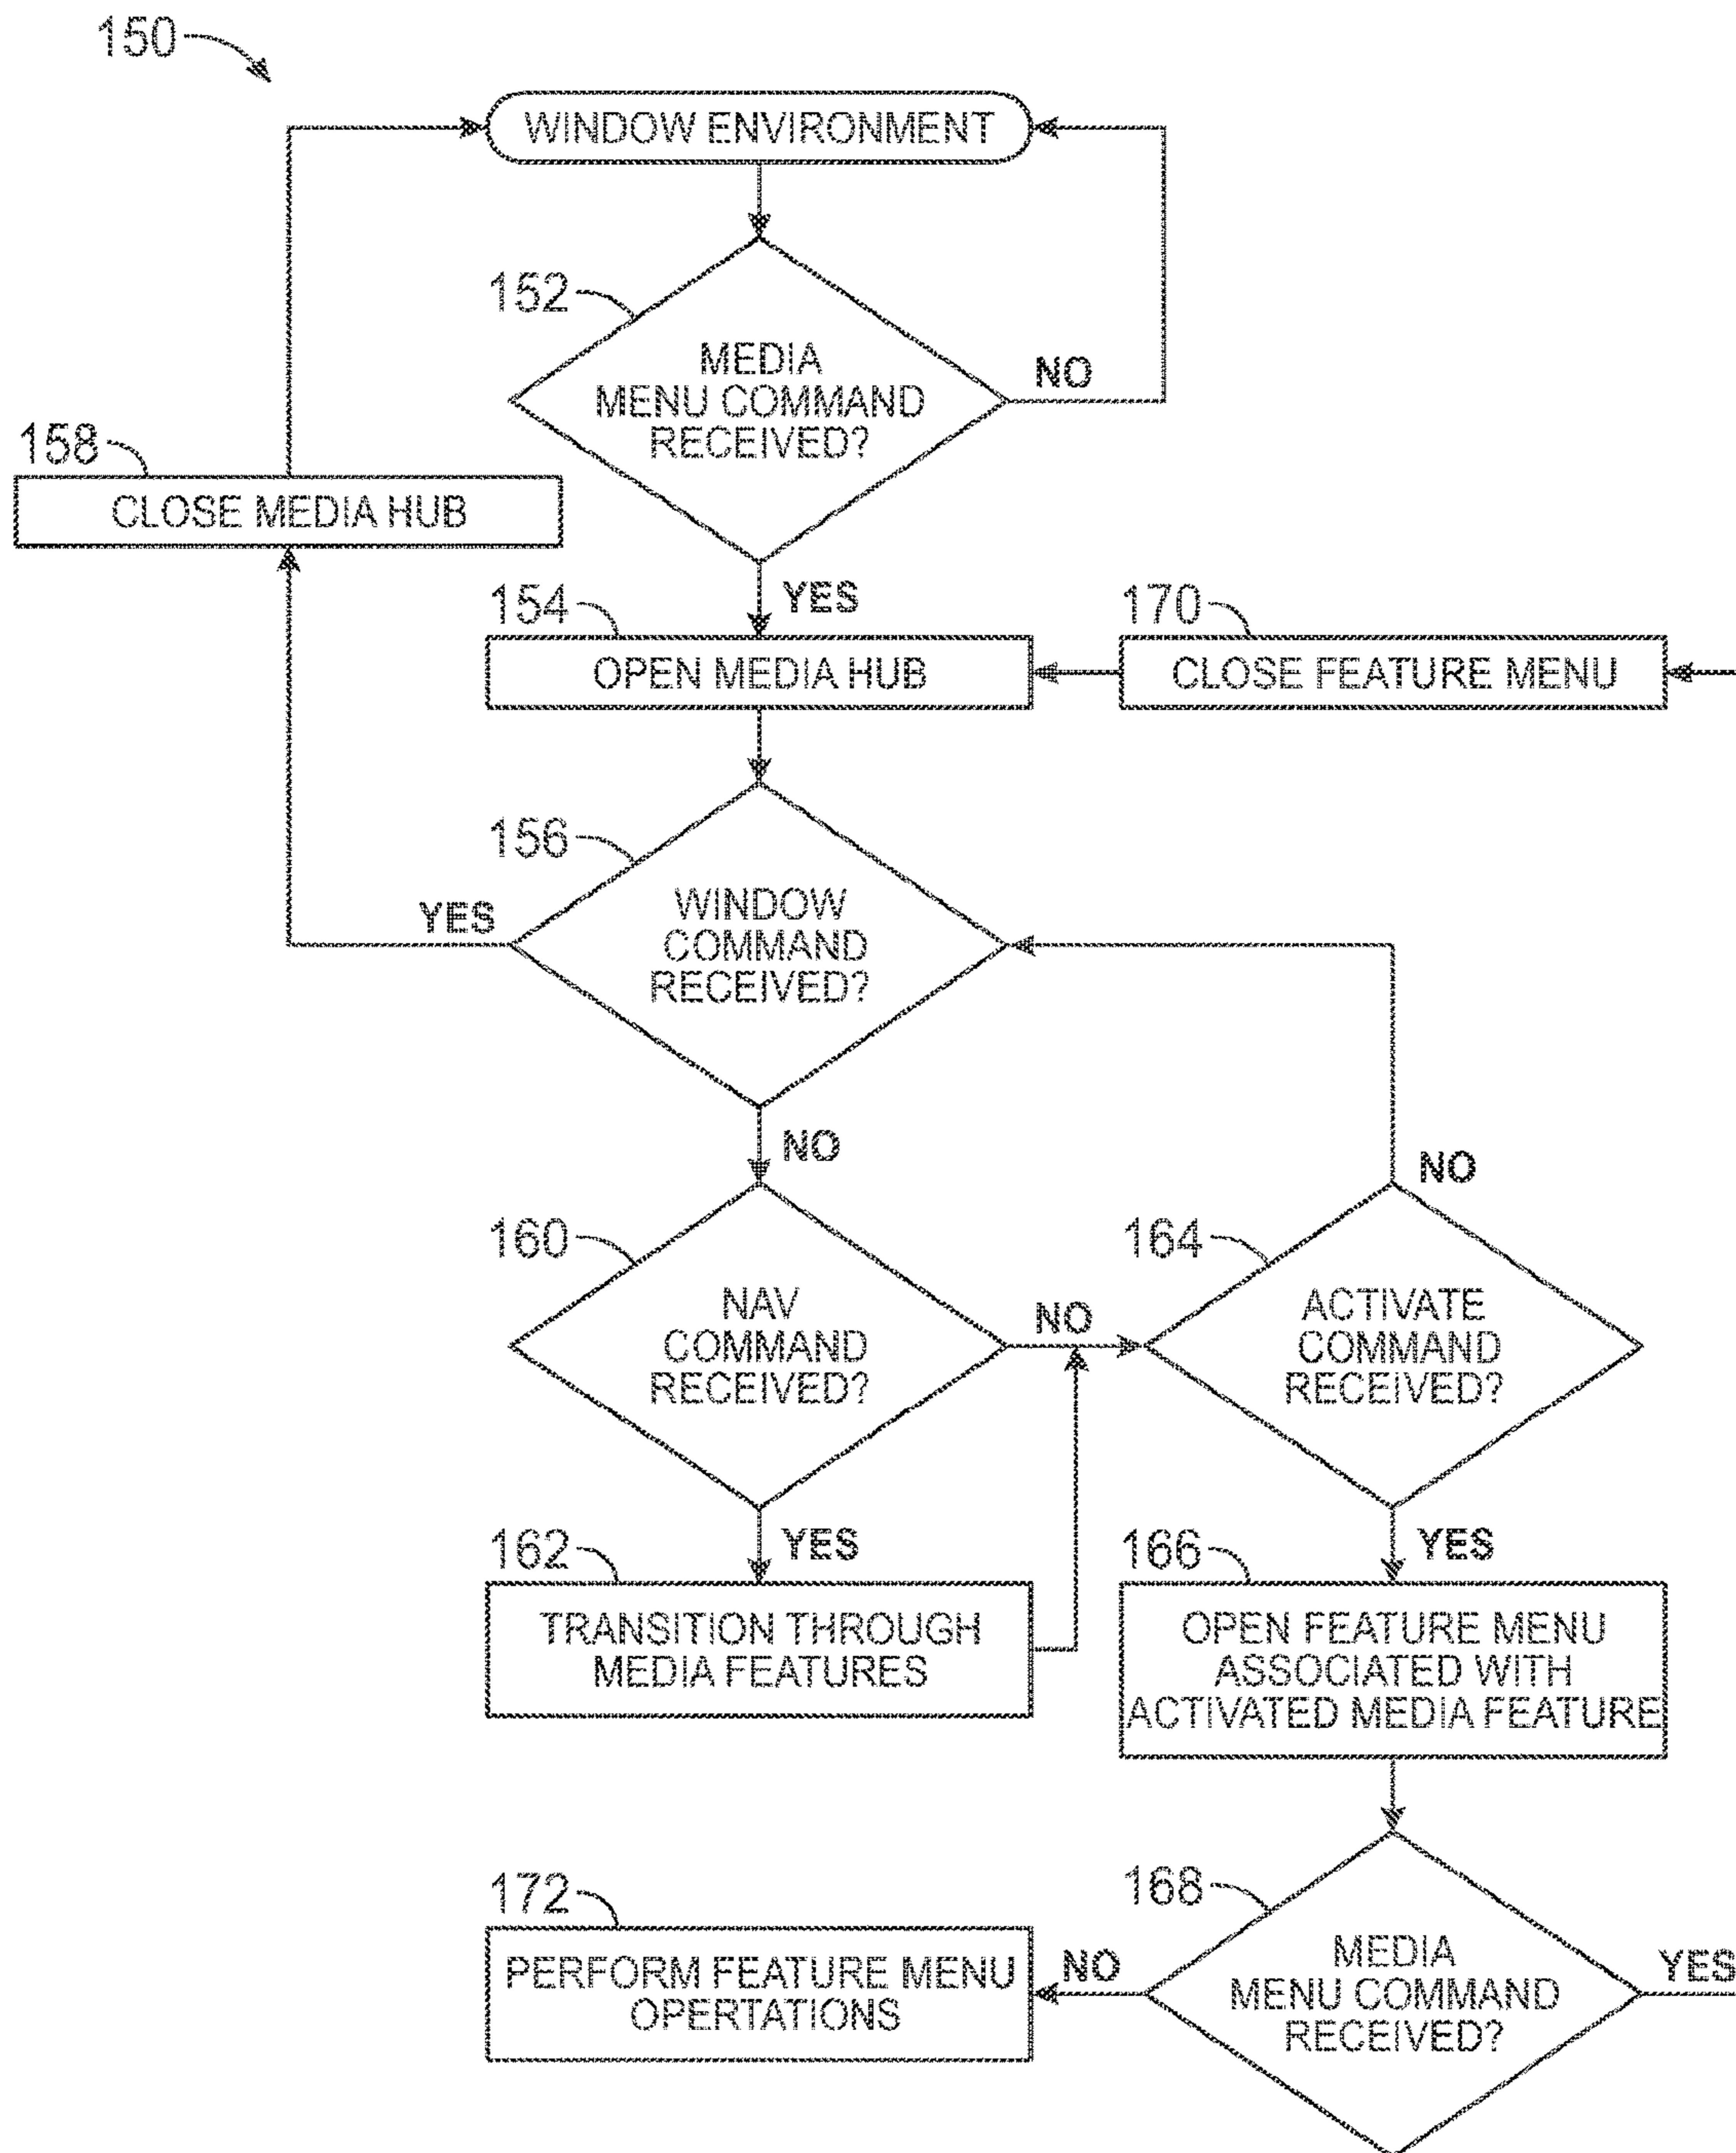 150
WINDOW ENVIRONMENT
152
MEDIA
MENU COMMAND
RECEIVED?
NO
158
CLOSE MEDIA HUB
YES
154
OPEN MEDIA HUB
170
CLOSE FEATURE MENU
156
WINDOW
COMMAND
RECEIVED?
YES
NO
160
NAV
COMMAND
RECEIVED?
NO
164
ACTIVATE
COMMAND
RECEIVED?
NO
YES
162
TRANSITION THROUGH
MEDIA FEATURES
YES
166
OPEN FEATURE MENU
ASSOCIATED WITH
ACTIVATED MEDIA FEATURE
168
MEDIA
MENU COMMAND
RECEIVED?
YES
NO
172
PERFORM FEATURE MENU
OPERTATIONS